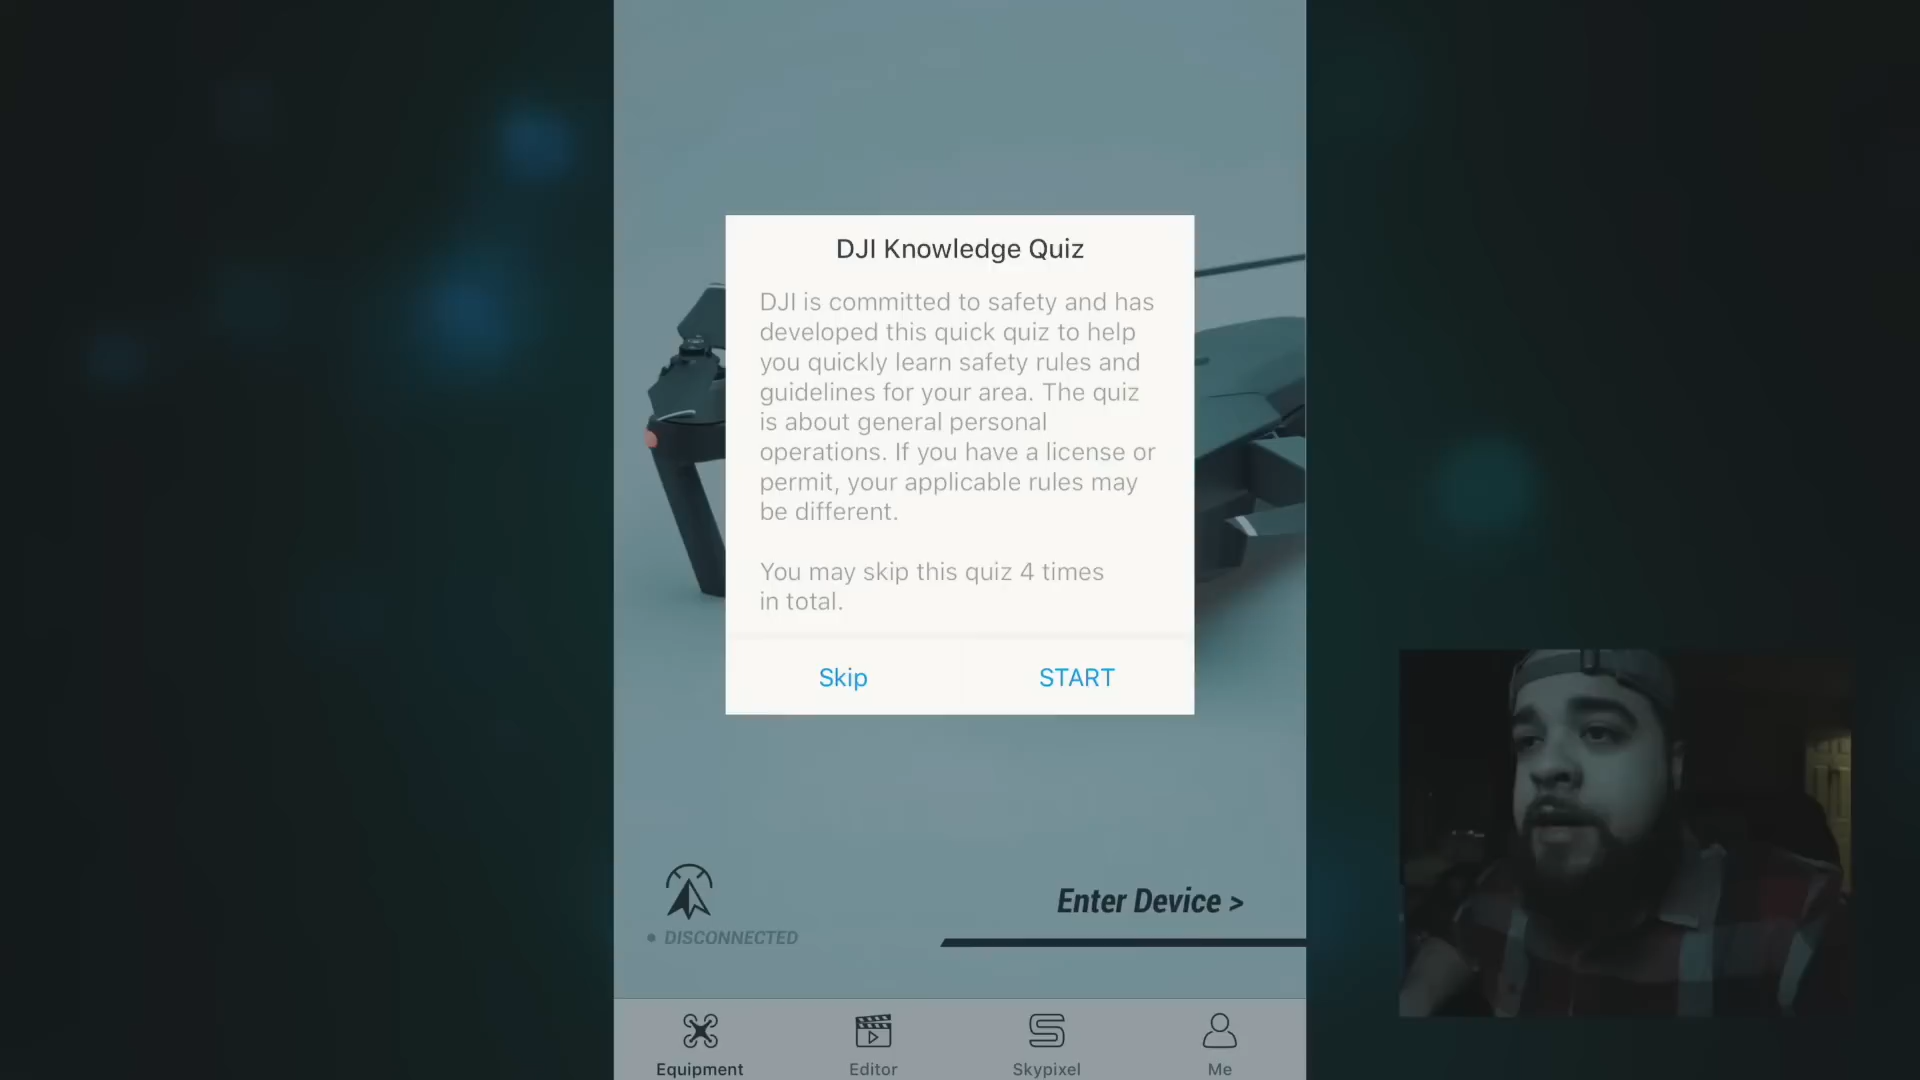 DJI Knowledge Quiz
DJI is committed to safety and has
developed this quick quiz to help
you quickly learn safety rules and
guidelines for your area. The quiz
is about general personal
operations. If you have a license or
permit, your applicable rules may
be different.
You may skip this quiz 4 times
in total.
Skip
START
Enter Device >
DISCONNECTED
Equipment
Editor
Skypixel
Me